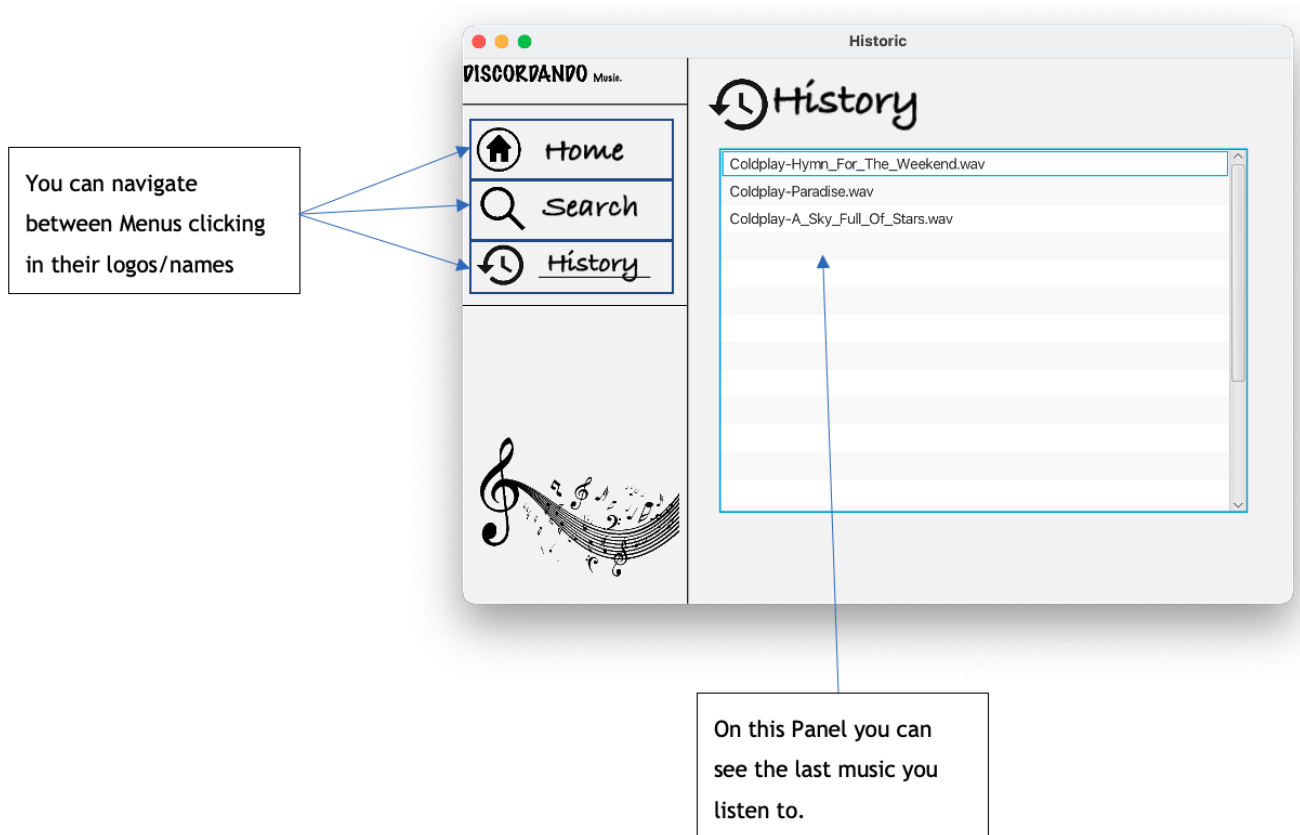 Historic
DISCORDANDO Music.
History
Home
Search
History
Coldplay-Hymn_For_The_Weekend.wav
Coldplay-Paradise.wav
Coldplay-A_Sky_Full_Of_Stars.wav
You can navigate
between Menus clicking
in their logos/names
On this Panel you can
see the last music you
listen to.